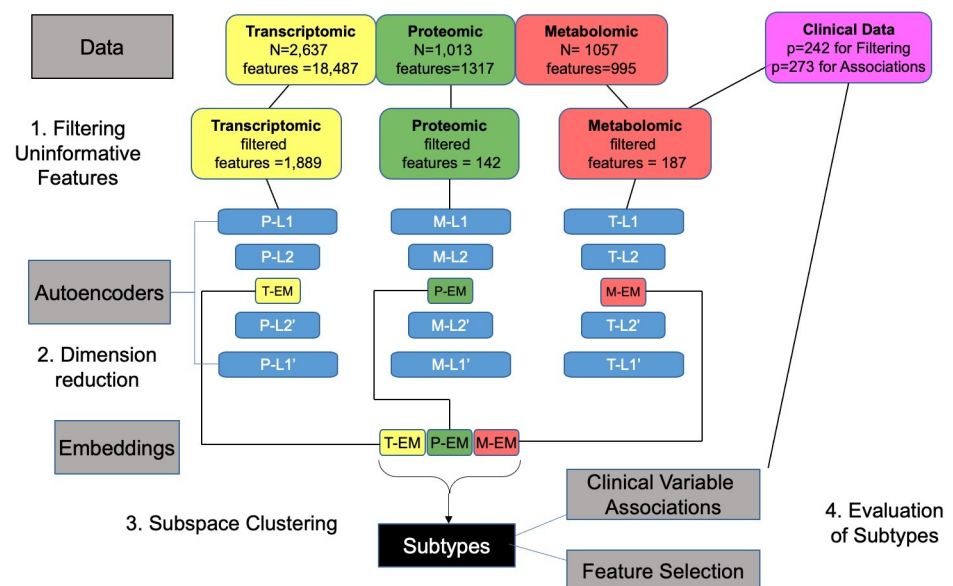 Data
Transcriptomic
N=2,637
features =18,487
Proteomic
N=1,013
features=1317
Metabolomic
N= 1057
features=995
Clinical Data
p=242 for Filtering
p=273 for Associations
1. Filtering
Uninformative
Features
Transcriptomic
filtered
features =1,889
Proteomic
filtered
features = 142
Metabolomic
filtered
features = 187
P-L1
M-L1
T-L1
P-L2
M-L2
T-L2
Autoencoders
T-EM
P-EM
M-EM
P-L2'
M-L2'
T-L2'
2. Dimension
reduction
P-L1'
M-L1'
T-L1'
Embeddings
T-EM
P-EM
M-EM
3. Subspace Clustering
Subtypes
Clinical Variable
Associations
Feature Selection
4. Evaluation
of Subtypes